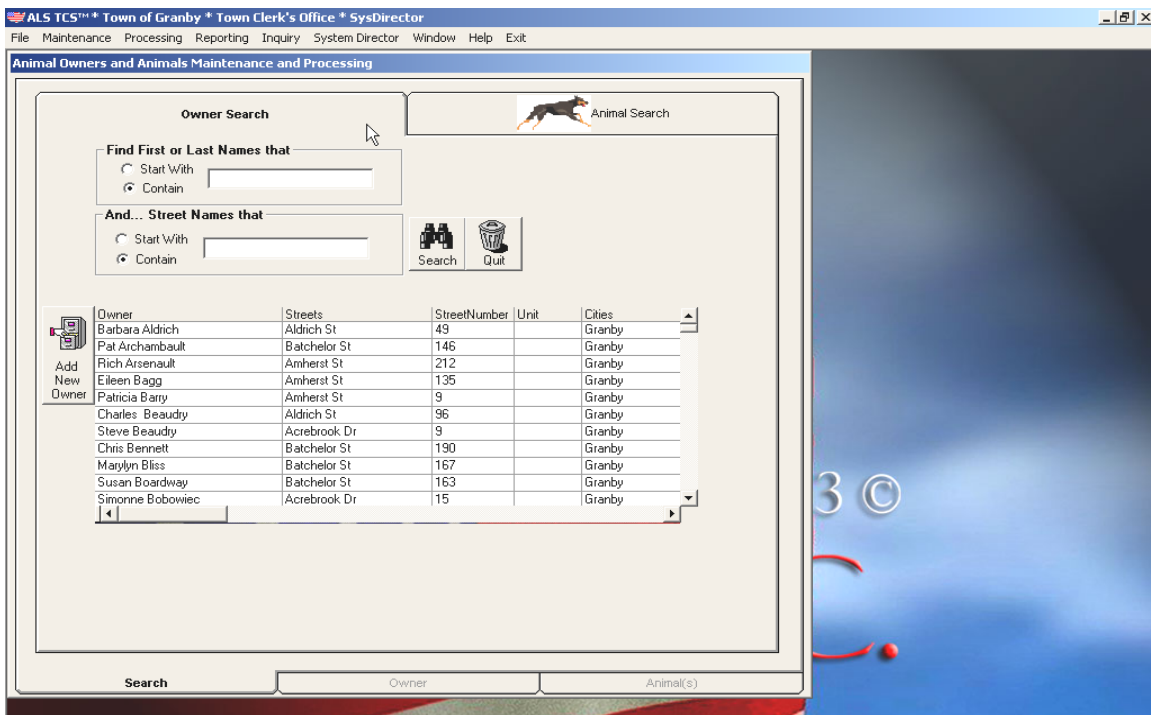 ALS TCS™* Town of Granby * Town Clerk's Office * SysDirector
File Maintenance Processing Reporting Inquiry System Director Window Help Exit
Animal Owners and Animals Maintenance and Processing
Owner Search
Animal Search
Find First or Last Names that
Start With
Contain
And... Street Names that
Start With
Contain
Search
Quit
Add
New
Owner
Owner Streets StreetNumber Unit Cities
Barbara Aldrich Aldrich St 49 Granby
Pat Archambault Batchelor St 146 Granby
Rich Arsenault Amherst St 212 Granby
Eileen Bagg Amherst St 135 Granby
Patricia Barry Amherst St 9 Granby
Charles Beaudry Aldrich St 96 Granby
Steve Beaudry Acrebrook Dr 9 Granby
Chris Bennett Batchelor St 190 Granby
Marylyn Bliss Batchelor St 167 Granby
Susan Boardway Batchelor St 163 Granby
Simonne Bobowiec Acrebrook Dr 15 Granby
3 ©
C.
Search
Owner
Animal(s)